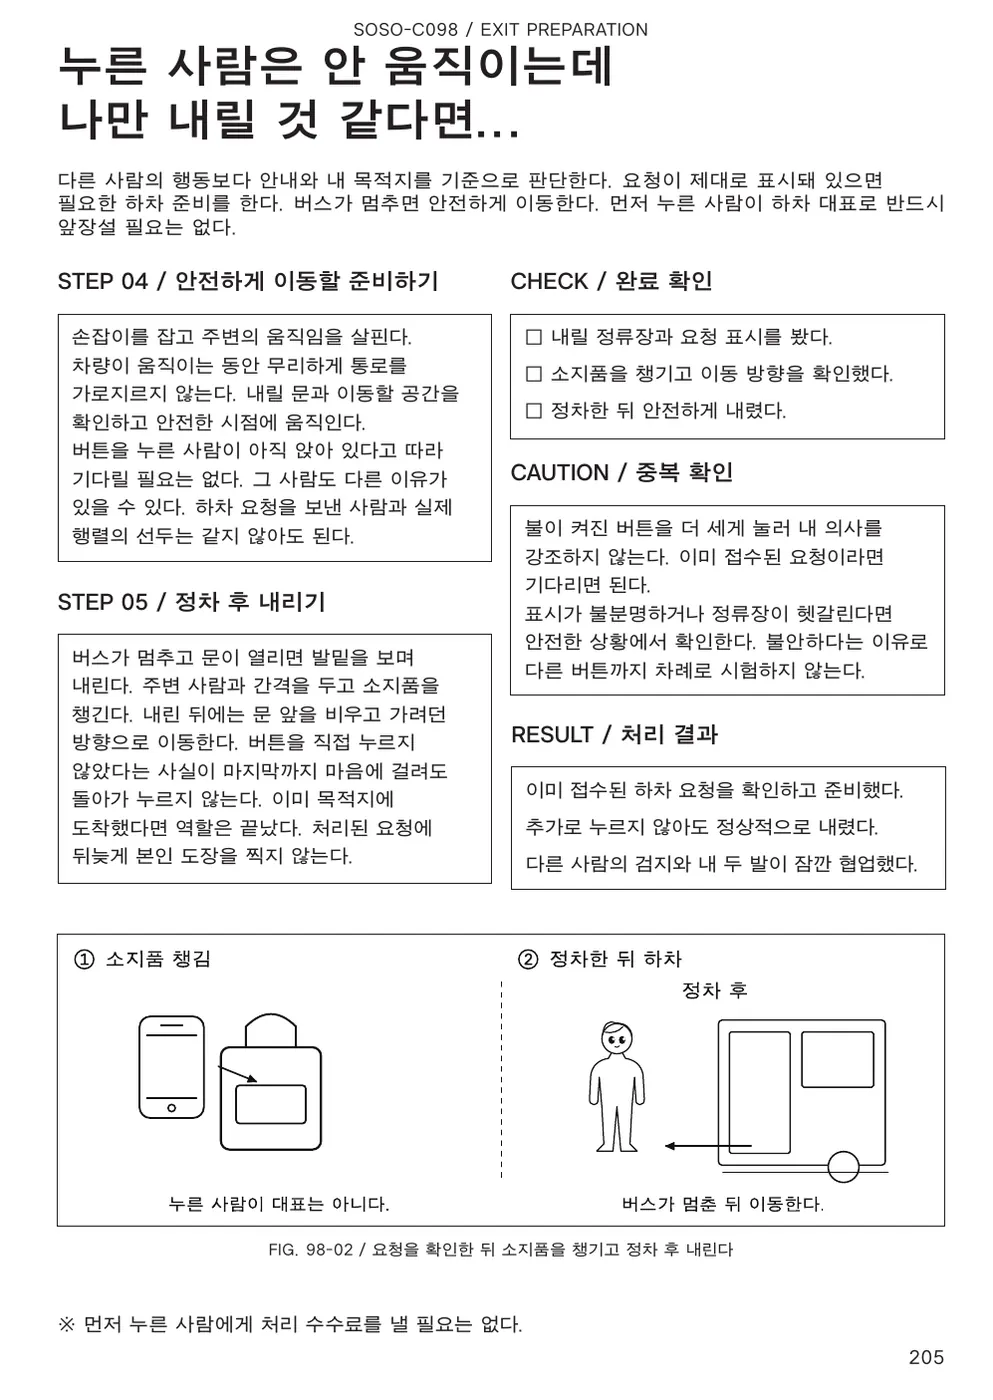 SOSO-C098 / EXIT PREPARATION
누른 사람은 안 움직이는데
나만 내릴 것 같다면...
다른 사람의 행동보다 안내와 내 목적지를 기준으로 판단한다. 요청이 제대로 표시돼 있으면
필요한 하차 준비를 한다. 버스가 멈추면 안전하게 이동한다. 먼저 누른 사람이 하차 대표로 반드시
앞장설 필요는 없다.
STEP 04 / 안전하게 이동할 준비하기
손잡이를 잡고 주변의 움직임을 살핀다.
차량이 움직이는 동안 무리하게 통로를
가로지르지 않는다. 내릴 문과 이동할 공간을
확인하고 안전한 시점에 움직인다.
버튼을 누른 사람이 아직 앉아 있다고 따라
기다릴 필요는 없다. 그 사람도 다른 이유가
있을 수 있다. 하차 요청을 보낸 사람과 실제
행렬의 선두는 같지 않아도 된다.
STEP 05 / 정차 후 내리기
버스가 멈추고 문이 열리면 발밑을 보며
내린다. 주변 사람과 간격을 두고 소지품을
챙긴다. 내린 뒤에는 문 앞을 비우고 가려던
방향으로 이동한다. 버튼을 직접 누르지
않았다는 사실이 마지막까지 마음에 걸려도
돌아가 누르지 않는다. 이미 목적지에
도착했다면 역할은 끝났다. 처리된 요청에
뒤늦게 본인 도장을 찍지 않는다.
CHECK / 완료 확인
□ 내릴 정류장과 요청 표시를 봤다.
□ 소지품을 챙기고 이동 방향을 확인했다.
□ 정차한 뒤 안전하게 내렸다.
CAUTION / 중복 확인
불이 켜진 버튼을 더 세게 눌러 내 의사를
강조하지 않는다. 이미 접수된 요청이라면
기다리면 된다.
표시가 불분명하거나 정류장이 헷갈린다면
안전한 상황에서 확인한다. 불안하다는 이유로
다른 버튼까지 차례로 시험하지 않는다.
RESULT / 처리 결과
이미 접수된 하차 요청을 확인하고 준비했다.
추가로 누르지 않아도 정상적으로 내렸다.
다른 사람의 검지와 내 두 발이 잠깐 협업했다.
① 소지품 챙김
누른 사람이 대표는 아니다.
② 정차한 뒤 하차
정차 후
버스가 멈춘 뒤 이동한다.
FIG. 98-02 / 요청을 확인한 뒤 소지품을 챙기고 정차 후 내린다
※ 먼저 누른 사람에게 처리 수수료를 낼 필요는 없다.
205